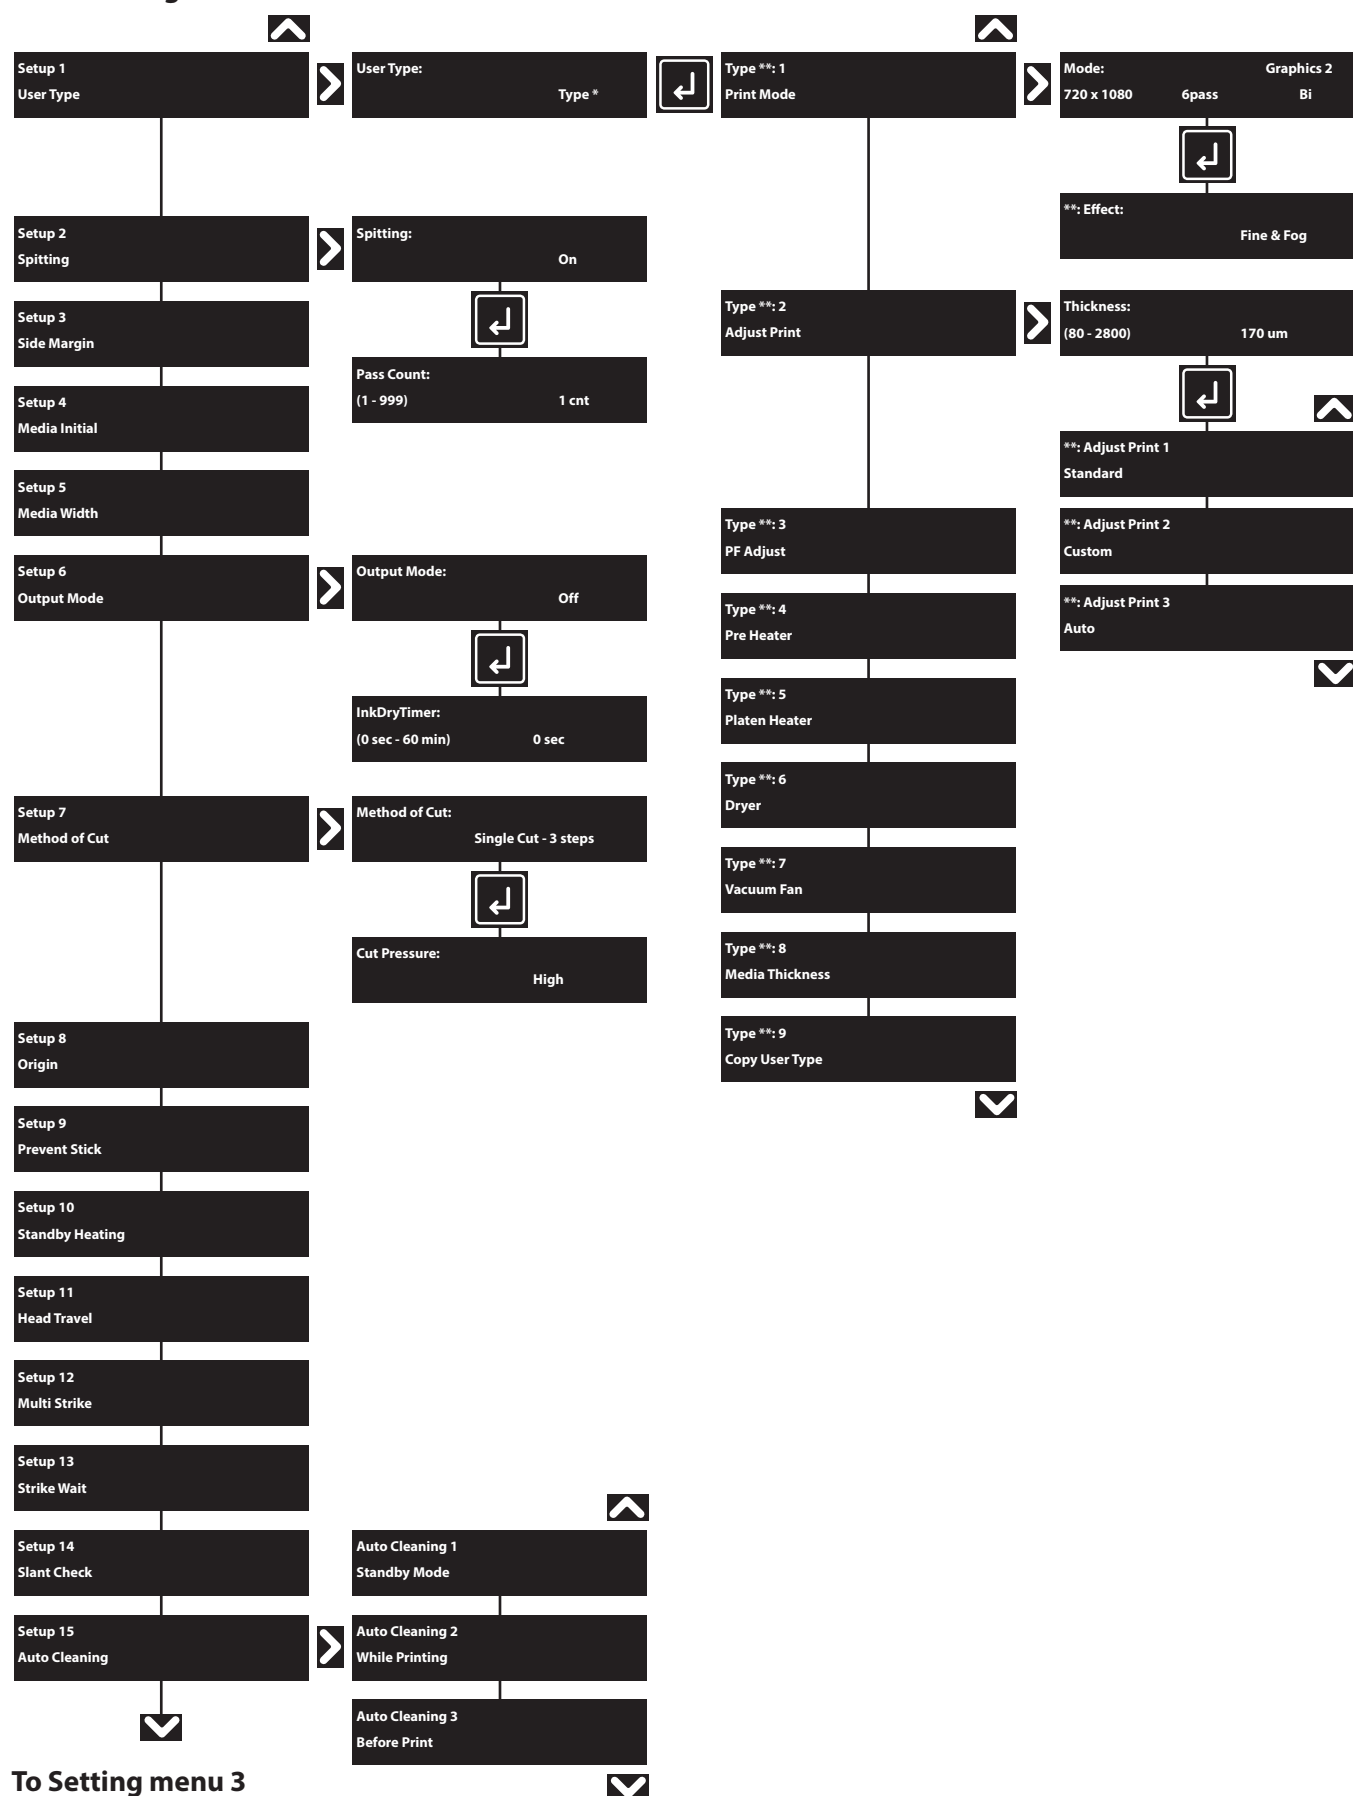 Setup 1
User Type
User Type:
Type *
Type **: 1
Print Mode
Mode: Graphics 2
720 x 1080 6pass Bi
**: Effect:
Fine & Fog
Setup 2
Spitting
Spitting:
On
Pass Count:
(1 - 999) 1 cnt
Setup 3
Side Margin
Setup 4
Media Initial
Setup 5
Media Width
Setup 6
Output Mode
Output Mode:
Off
InkDryTimer:
(0 sec - 60 min) 0 sec
Setup 7
Method of Cut
Method of Cut:
Single Cut - 3 steps
Cut Pressure:
High
Setup 8
Origin
Setup 9
Prevent Stick
Setup 10
Standby Heating
Setup 11
Head Travel
Setup 12
Multi Strike
Setup 13
Strike Wait
Setup 14
Slant Check
Setup 15
Auto Cleaning
Auto Cleaning 1
Standby Mode
Auto Cleaning 2
While Printing
Auto Cleaning 3
Before Print
Type **: 2
Adjust Print
Thickness:
(80 - 2800) 170 um
**: Adjust Print 1
Standard
**: Adjust Print 2
Custom
**: Adjust Print 3
Auto
Type **: 3
PF Adjust
Type **: 4
Pre Heater
Type **: 5
Platen Heater
Type **: 6
Dryer
Type **: 7
Vacuum Fan
Type **: 8
Media Thickness
Type **: 9
Copy User Type
To Setting menu 3